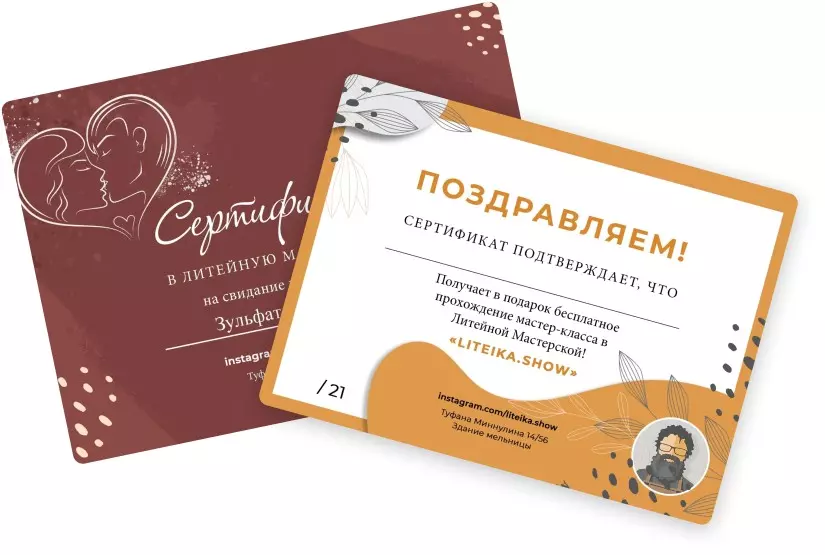 Сертифи
В ЛИТЕЙНУЮ М
на свидание
Зульфат
instagra
Туф
ПОЗДРАВЛЯЕМ!
СЕРТИФИКАТ ПОДТВЕРЖДАЕТ, ЧТО
Получает в подарок бесплатное
прохождение мастер-класса в
Литейной Мастерской!
«LITEIKA.SHOW»
/ 21
instagram.com/liteika.show
Туфана Миннулина 14/56
Здание мельницы